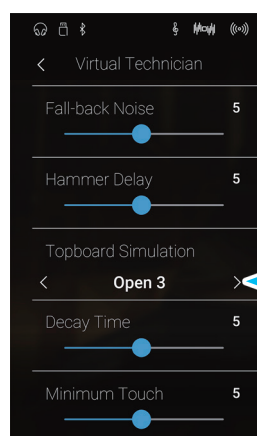 Virtual Technician
Fall-back Noise 5
Hammer Delay 5
Topboard Simulation
Open 3
Decay Time 5
Minimum Touch 5